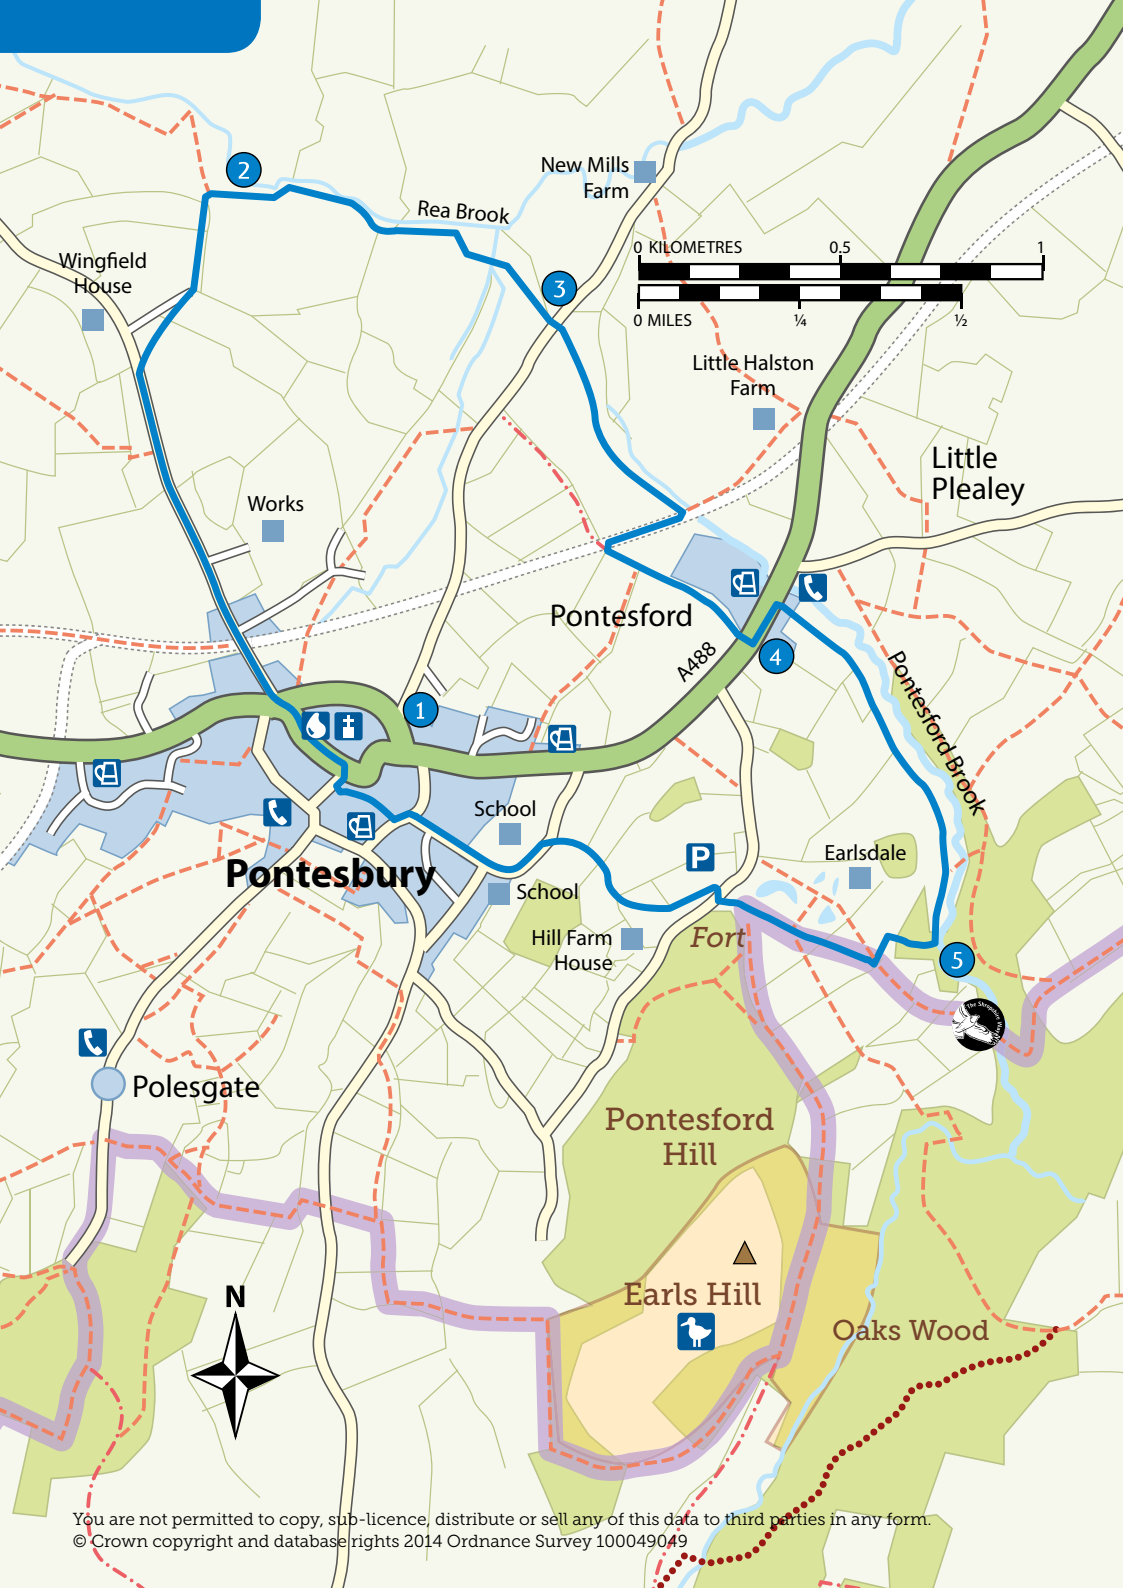 2
New Mills
Farm
Rea Brook
0 KILOMETRES 0.5 1
Wingfield
House
3
0 MILES ¼ ½
Little Halston
Farm
Little
Plealey
Works
Pontesford
A488
4
Pontesford Brook
1
School
P
Earlsdale
Pontesbury
School
Fort
Hill Farm
House
5
The Shropshire Way
Polesgate
Pontesford
Hill
N
Earls Hill
Oaks Wood
You are not permitted to copy, sub-licence, distribute or sell any of this data to third parties in any form.
© Crown copyright and database rights 2014 Ordnance Survey 100049049